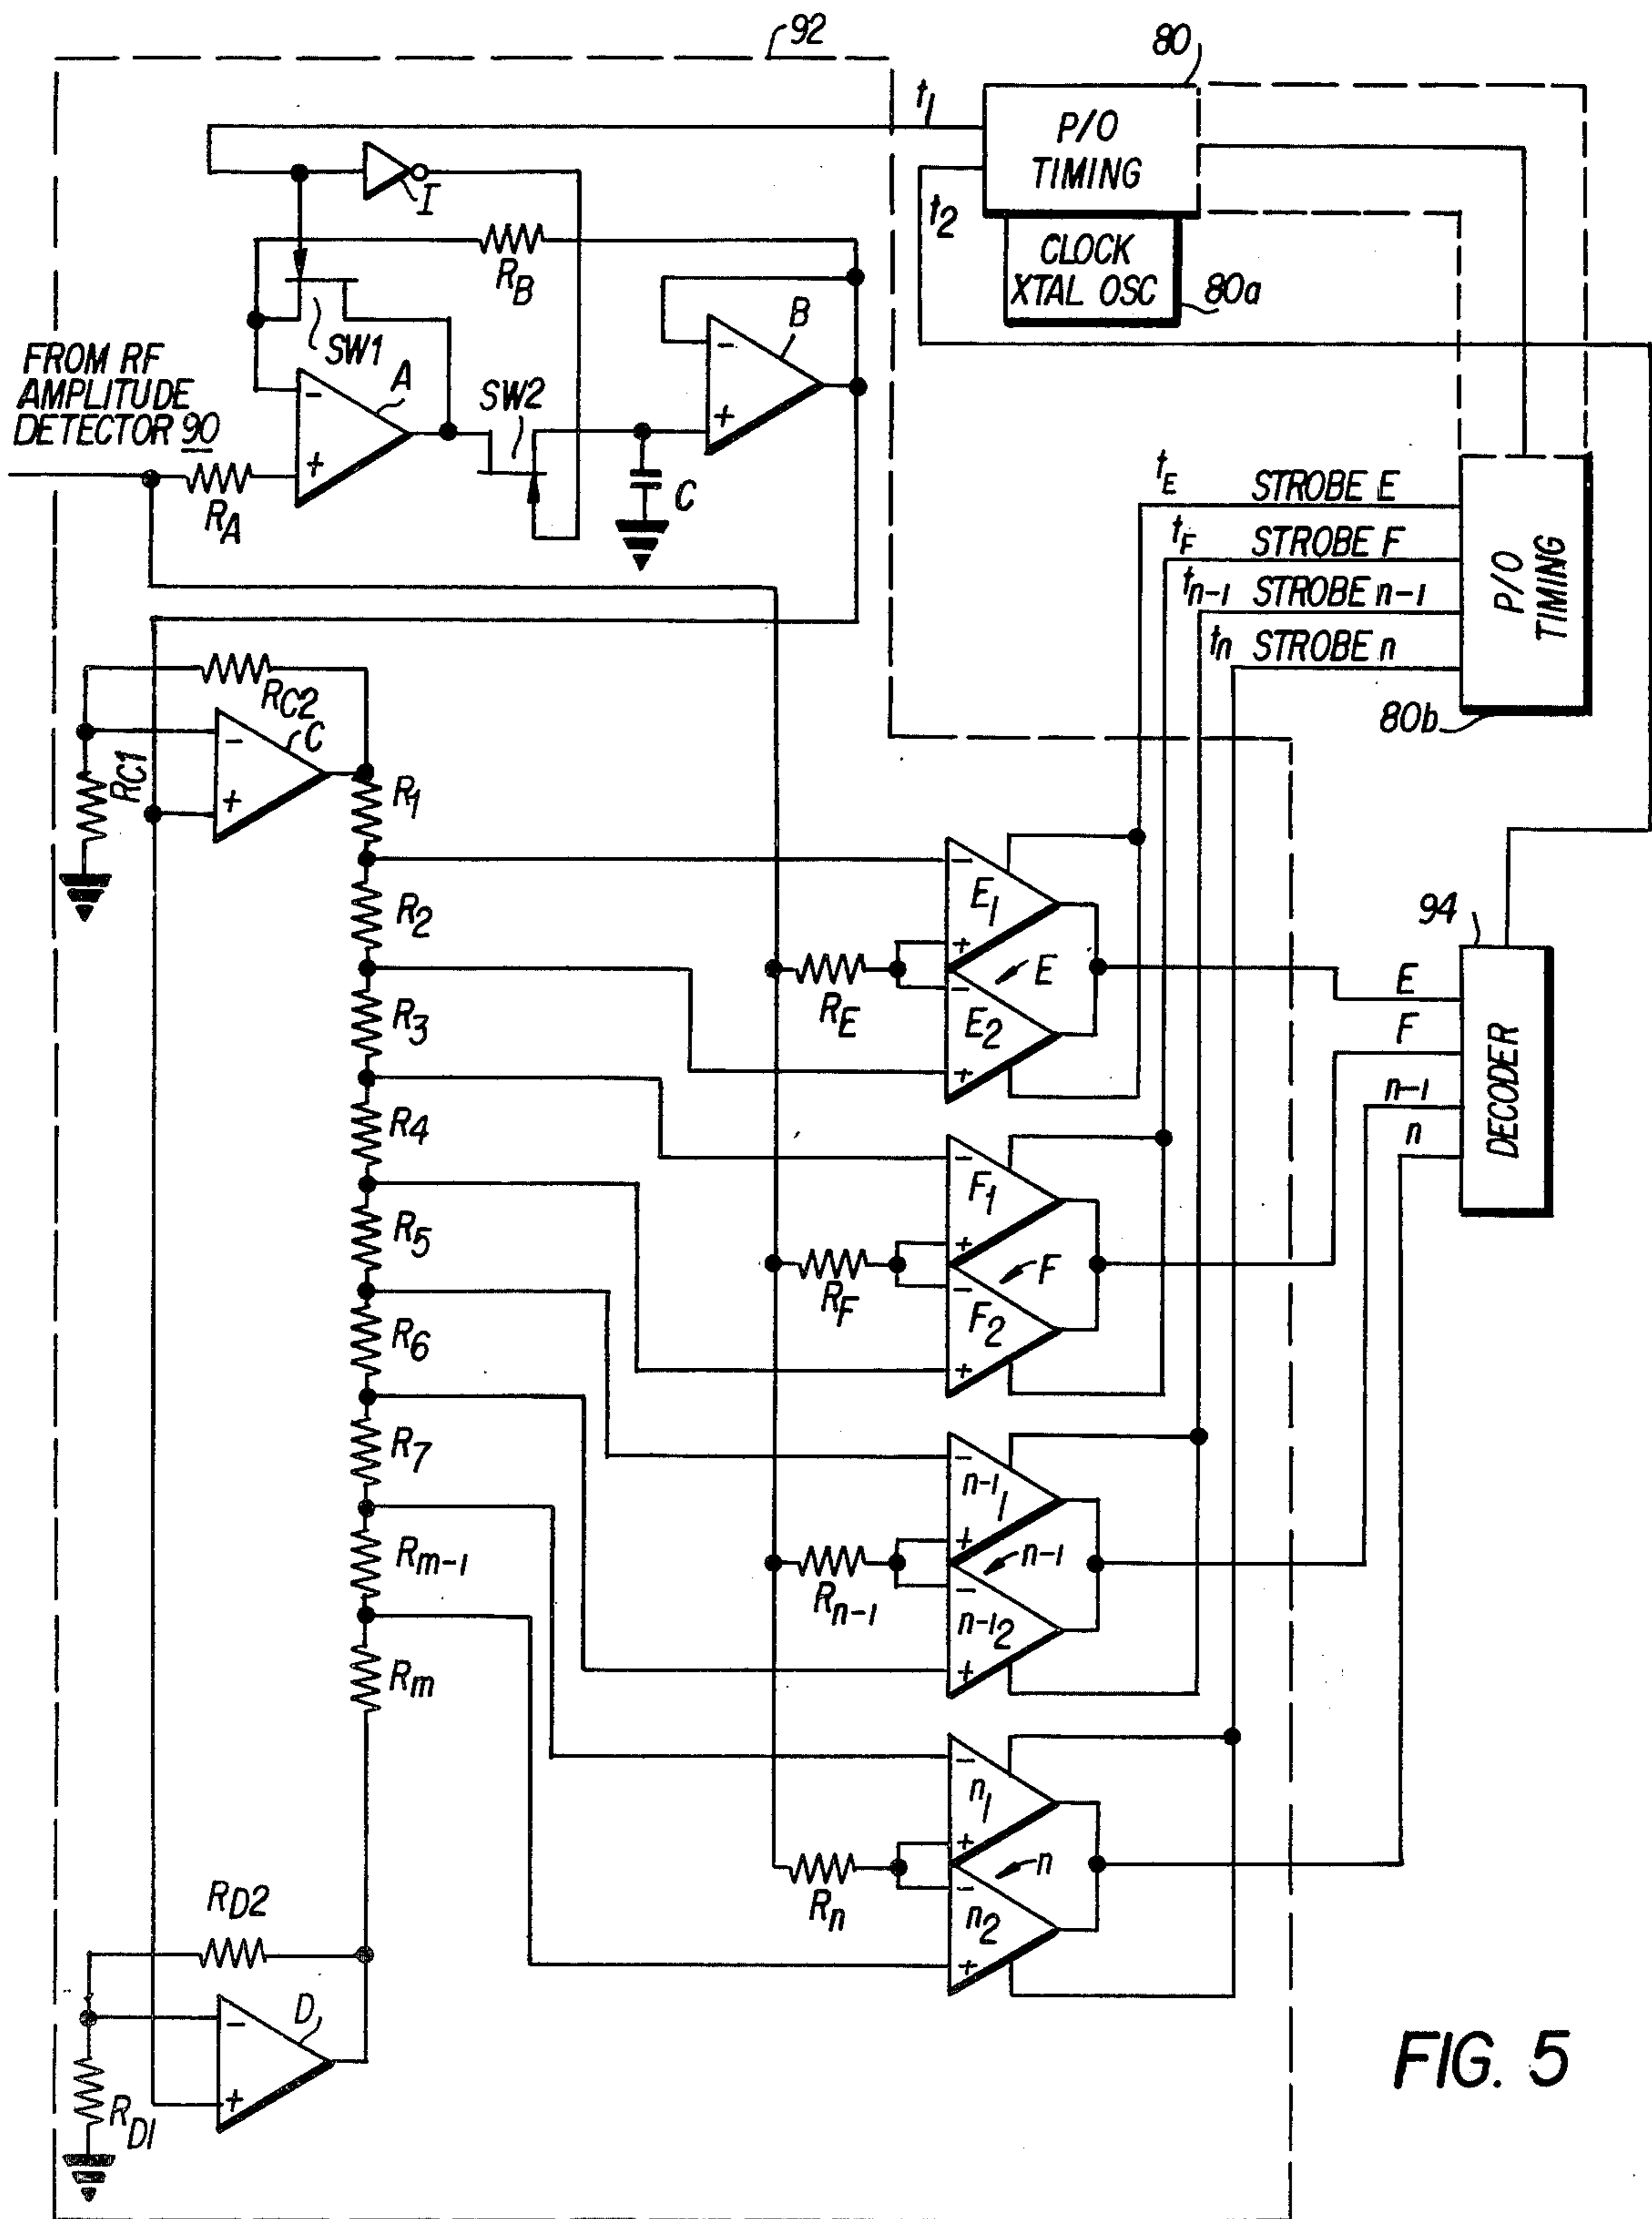 92
80
t1
P/O
TIMING
I
t2
CLOCK
XTAL OSC
80a
RB
SW1
B
FROM RF
AMPLITUDE
DETECTOR 90
A
SW2
-
+
-
+
RA
C
tE STROBE E
tF STROBE F
tn-1 STROBE n-1
tn STROBE n
P/O
TIMING
80b
RC2
C
RC1
-
+
R1
R2
R3
R4
R5
R6
R7
Rm-1
Rm
-
E1
+
RE
E
-
E2
+
94
E
F
n-1
n
DECODER
-
F1
+
RF
F
-
F2
+
-
n-11
+
Rn-1
n-1
-
n-12
+
-
n1
+
Rn
n
-
n2
+
RD2
D
-
+
RD1
FIG. 5